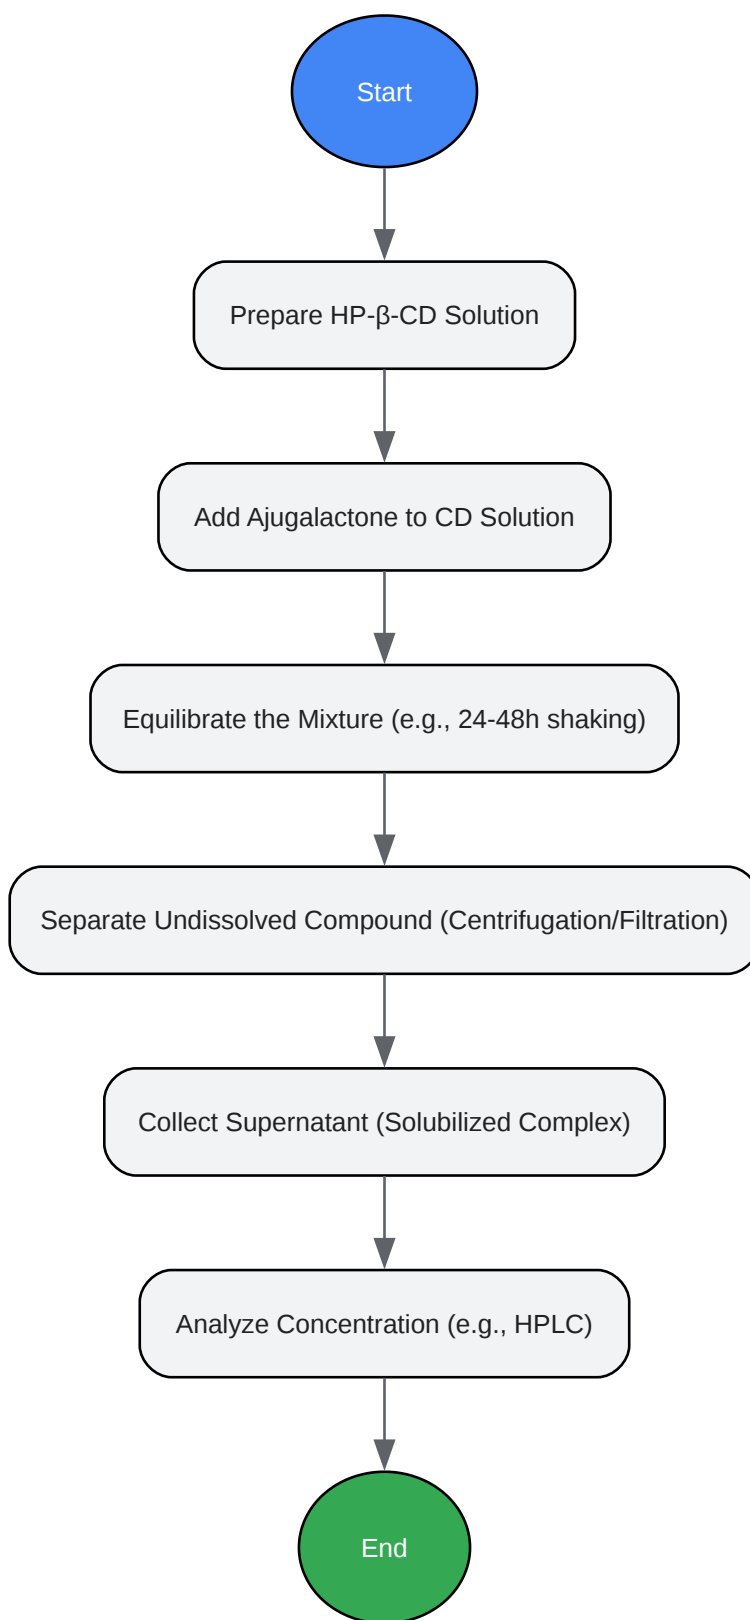 Start
Prepare HP-β-CD Solution
Add Ajugalactone to CD Solution
Equilibrate the Mixture (e.g., 24-48h shaking)
Separate Undissolved Compound (Centrifugation/Filtration)
Collect Supernatant (Solubilized Complex)
Analyze Concentration (e.g., HPLC)
End